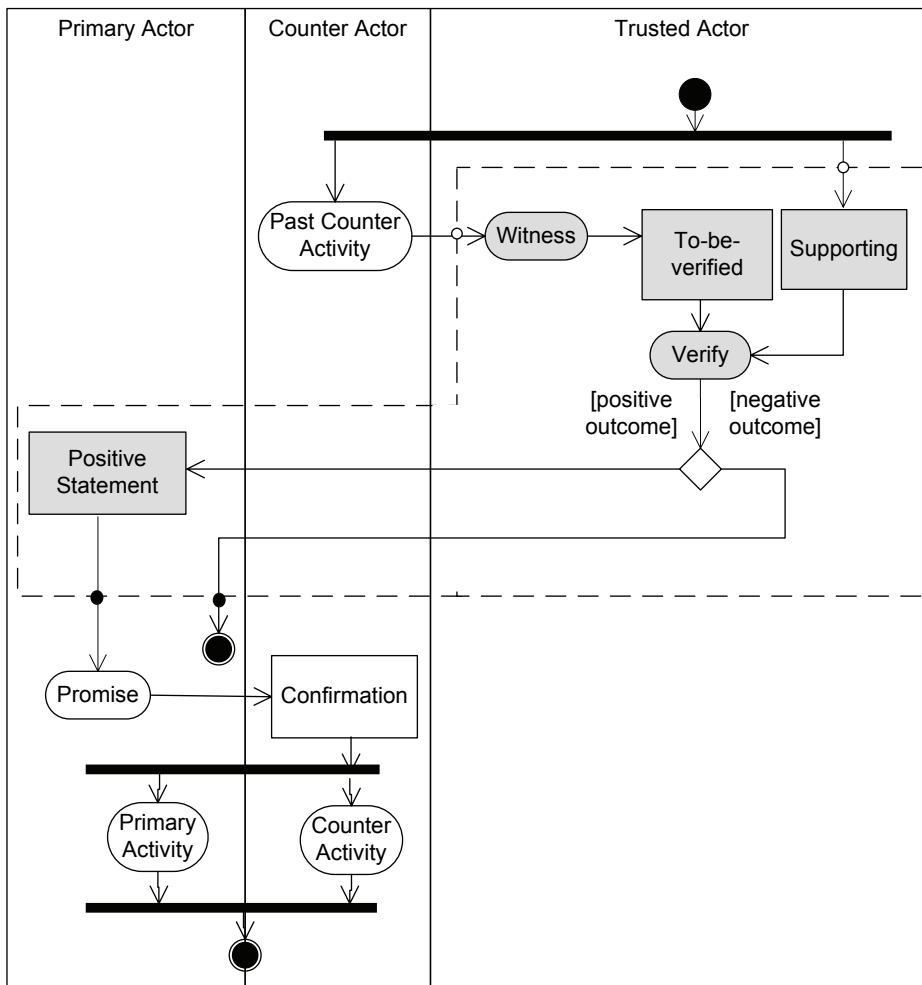 Primary Actor
Counter Actor
Trusted Actor
Past Counter
Activity
Witness
To-be-
verified
Supporting
Verify
[positive
outcome]
[negative
outcome]
Positive
Statement
Promise
Confirmation
Primary
Activity
Counter
Activity